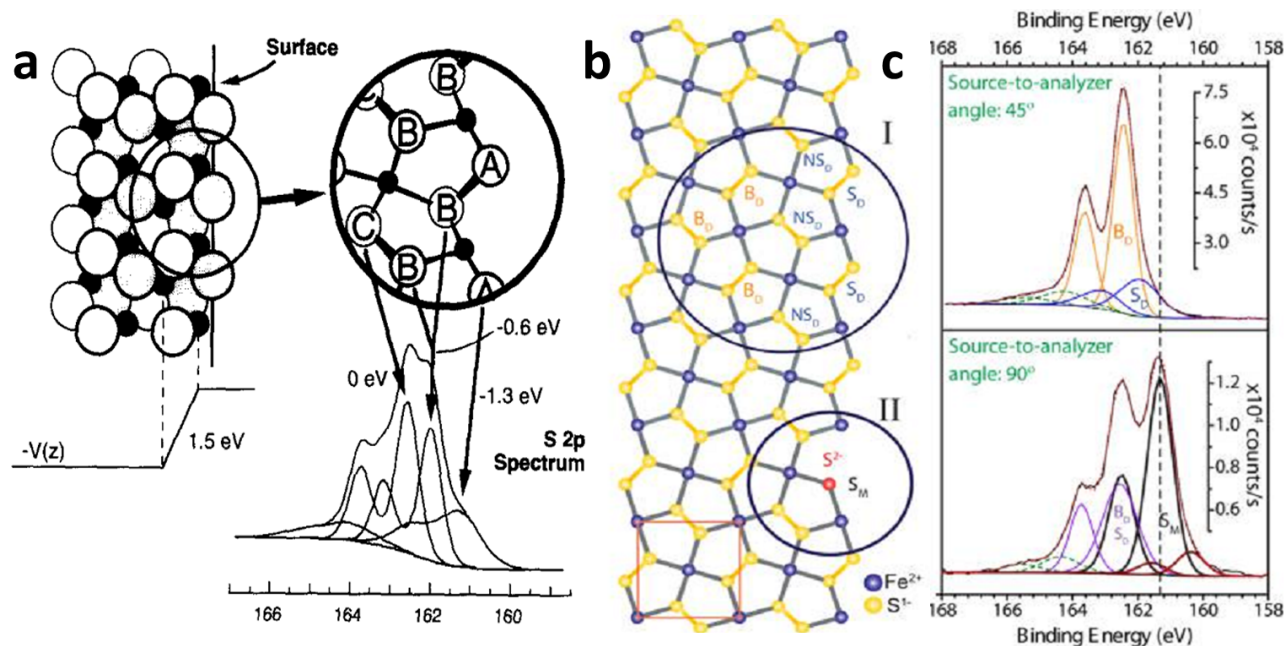 a
Surface
B
C
B
A
B
C
B
A
-0.6 eV
0 eV
-1.3 eV
1.5 eV
-V(z)
S 2p
Spectrum
166
164
162
160
b
I
NS_D
S_D
B_D
B_D
NS_D
B_D
S_D
NS_D
II
S²⁻
S_M
Fe²⁺
S¹⁻
c
Binding Energy (eV)
168 166 164 162 160 158
Source-to-analyzer
angle: 45°
7.5
6.0
4.5
3.0
x10⁴ counts/s
B_D
S_D
Source-to-analyzer
angle: 90°
1.2
1.0
0.8
0.6
x10⁴ counts/s
B_D
S_D
S_M
168 166 164 162 160 158
Binding Energy (eV)